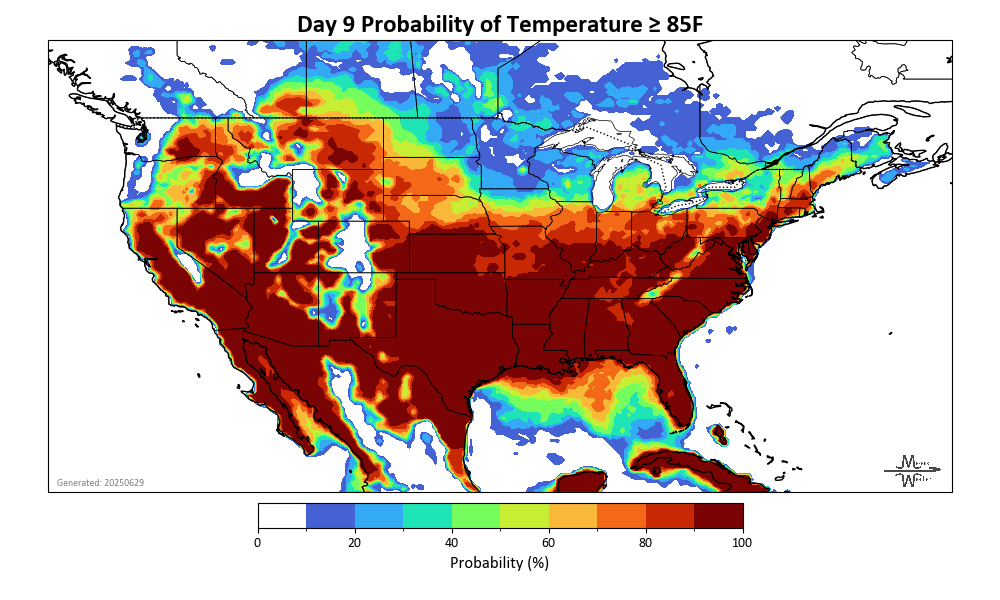 Day 9 Probability of Temperature ≥ 85F
Generated: 20250629
0 20 40 60 80 100
Probability (%)